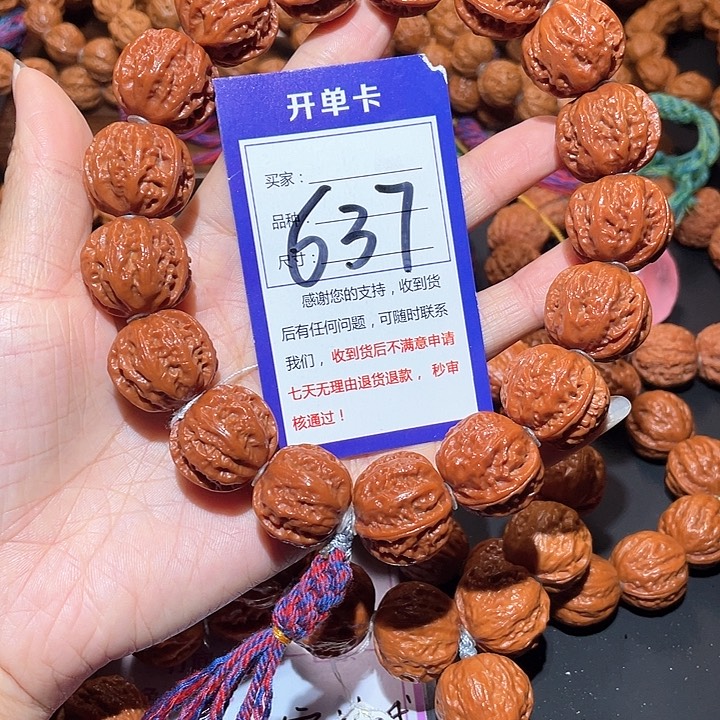 开单卡
买家：
品种：
尺寸：
637
感谢您的支持，收到货
后有任何问题，可随时联系
我们，收到货后不满意申请
七天无理由退货退款，秒审
核通过！